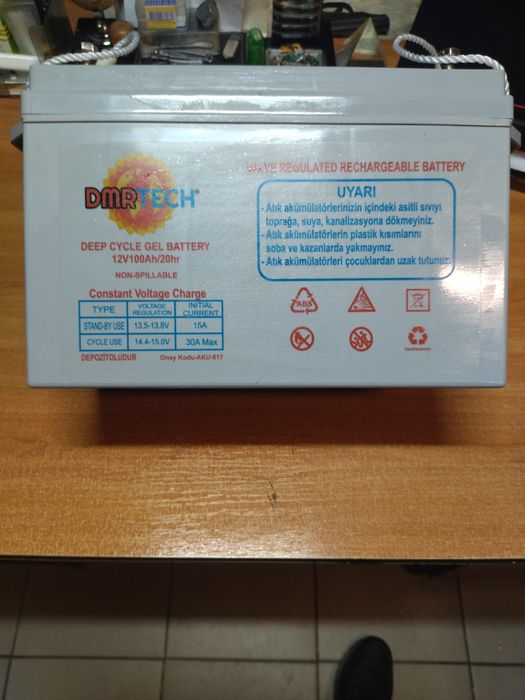 DMRTECH®
DEEP CYCLE GEL BATTERY
12V100Ah/20hr
NON-SPILLABLE
Constant Voltage Charge
TYPE VOLTAGE REGULATION INITIAL CURRENT
STAND-BY USE 13.5-13.8V 15A
CYCLE USE 14.4-15.0V 30A Max
DEPOZİTOLUDUR Onay Kodu-AKU-817
VALVE REGULATED RECHARGEABLE BATTERY
UYARI
- Atık akümülatörlerinizin içindeki asitli sıvıyı
toprağa, suya, kanalizasyona dökmeyiniz.
- Atık akümülatörlerin plastik kısımlarını
soba ve kazanlarda yakmayınız.
- Atık akümülatörleri çocuklardan uzak tutunuz
ABS